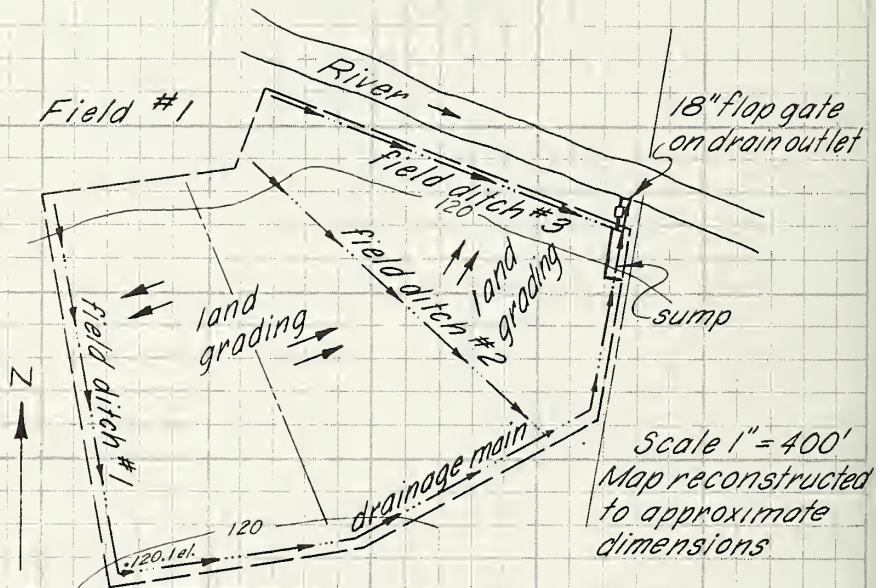 Field #1
River
18" flap gate
on drain outlet
field ditch #3
120
field ditch #2
land
grading
land
grading
sump
field ditch #1
N
Scale 1" = 400'
Map reconstructed
to approximate
dimensions
drainage main
120
.120.1 el.